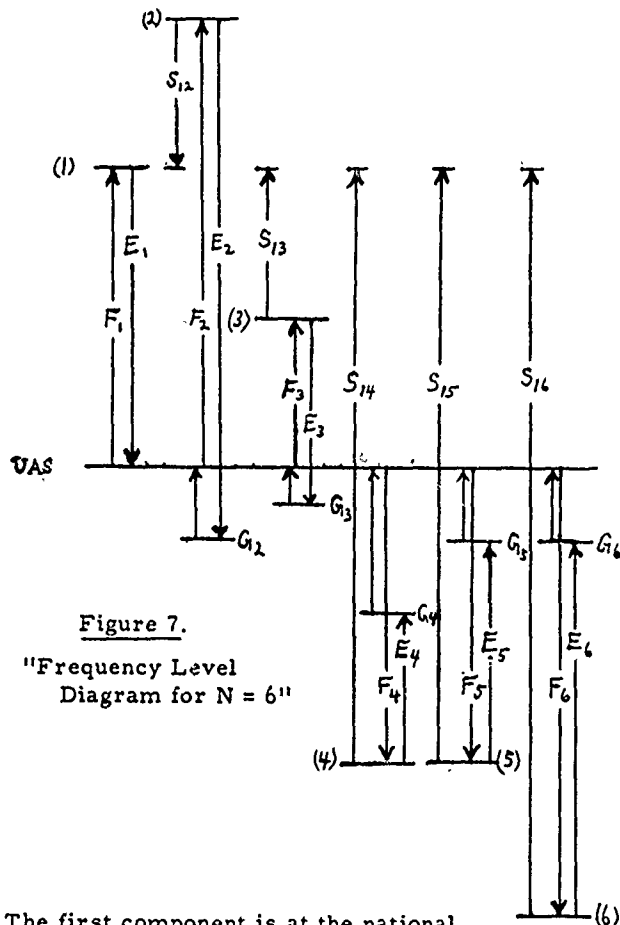 (2)
S₁₂
(1)
E₁
E₂
S₁₃
F₁
F₂
(3)
F₃
E₃
S₁₄
S₁₅
S₁₆
UAS
G₁₂
G₁₃
G₄
G₁₅
G₁₆
E₄
E₅
E₆
F₄
F₅
F₆
Figure 7.
"Frequency Level
Diagram for N = 6"
(4)
(5)
(6)
The first component is at the national